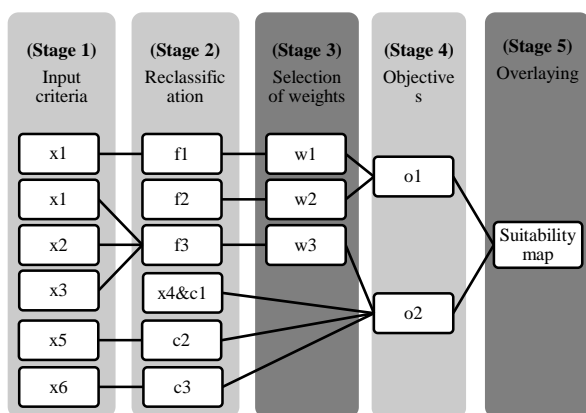 (Stage 1)
Input
criteria
(Stage 2)
Reclassific
ation
(Stage 3)
Selection
of weights
(Stage 4)
Objective
s
(Stage 5)
Overlaying
x1
x1
x2
x3
x5
x6
f1
f2
f3
x4&c1
c2
c3
w1
w2
w3
o1
o2
Suitability
map